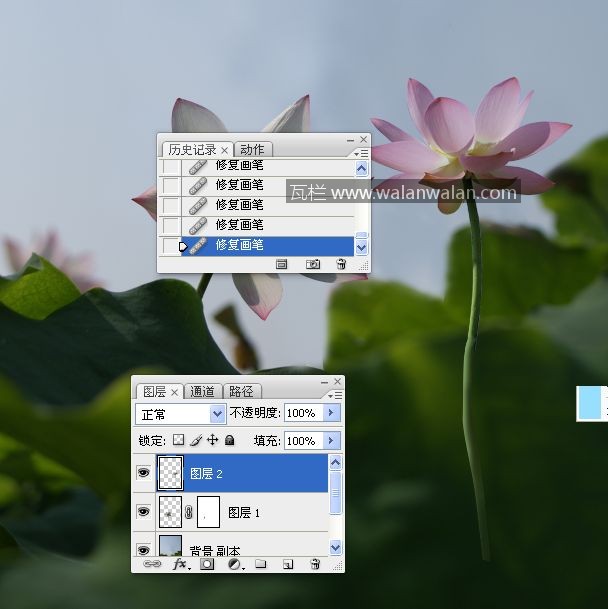 历史记录 × 动作
修复画笔
修复画笔
修复画笔
修复画笔
修复画笔
瓦栏 www.walanwalan.com
图层 × 通道 路径
正常 不透明度: 100%
锁定: 填充: 100%
图层 2
图层 1
背景 副本